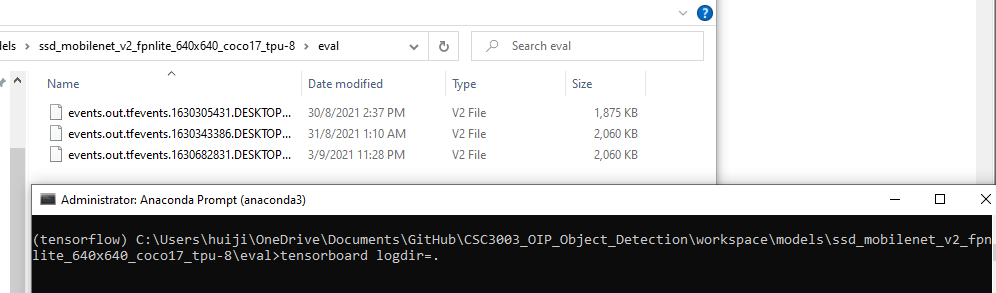 dels > ssd_mobilenet_v2_fpnlite_640x640_coco17_tpu-8 > eval Search eval
Name Date modified Type Size
events.out.tfevents.1630305431.DESKTOP... 30/8/2021 2:37 PM V2 File 1,875 KB
events.out.tfevents.1630343386.DESKTOP... 31/8/2021 1:10 AM V2 File 2,060 KB
events.out.tfevents.1630682831.DESKTOP... 3/9/2021 11:28 PM V2 File 2,060 KB
Administrator: Anaconda Prompt (anaconda3)
(tensorflow) C:\Users\huiji\OneDrive\Documents\GitHub\CSC3003_OIP_Object_Detection\workspace\models\ssd_mobilenet_v2_fpn
lite_640x640_coco17_tpu-8\eval>tensorboard logdir=.